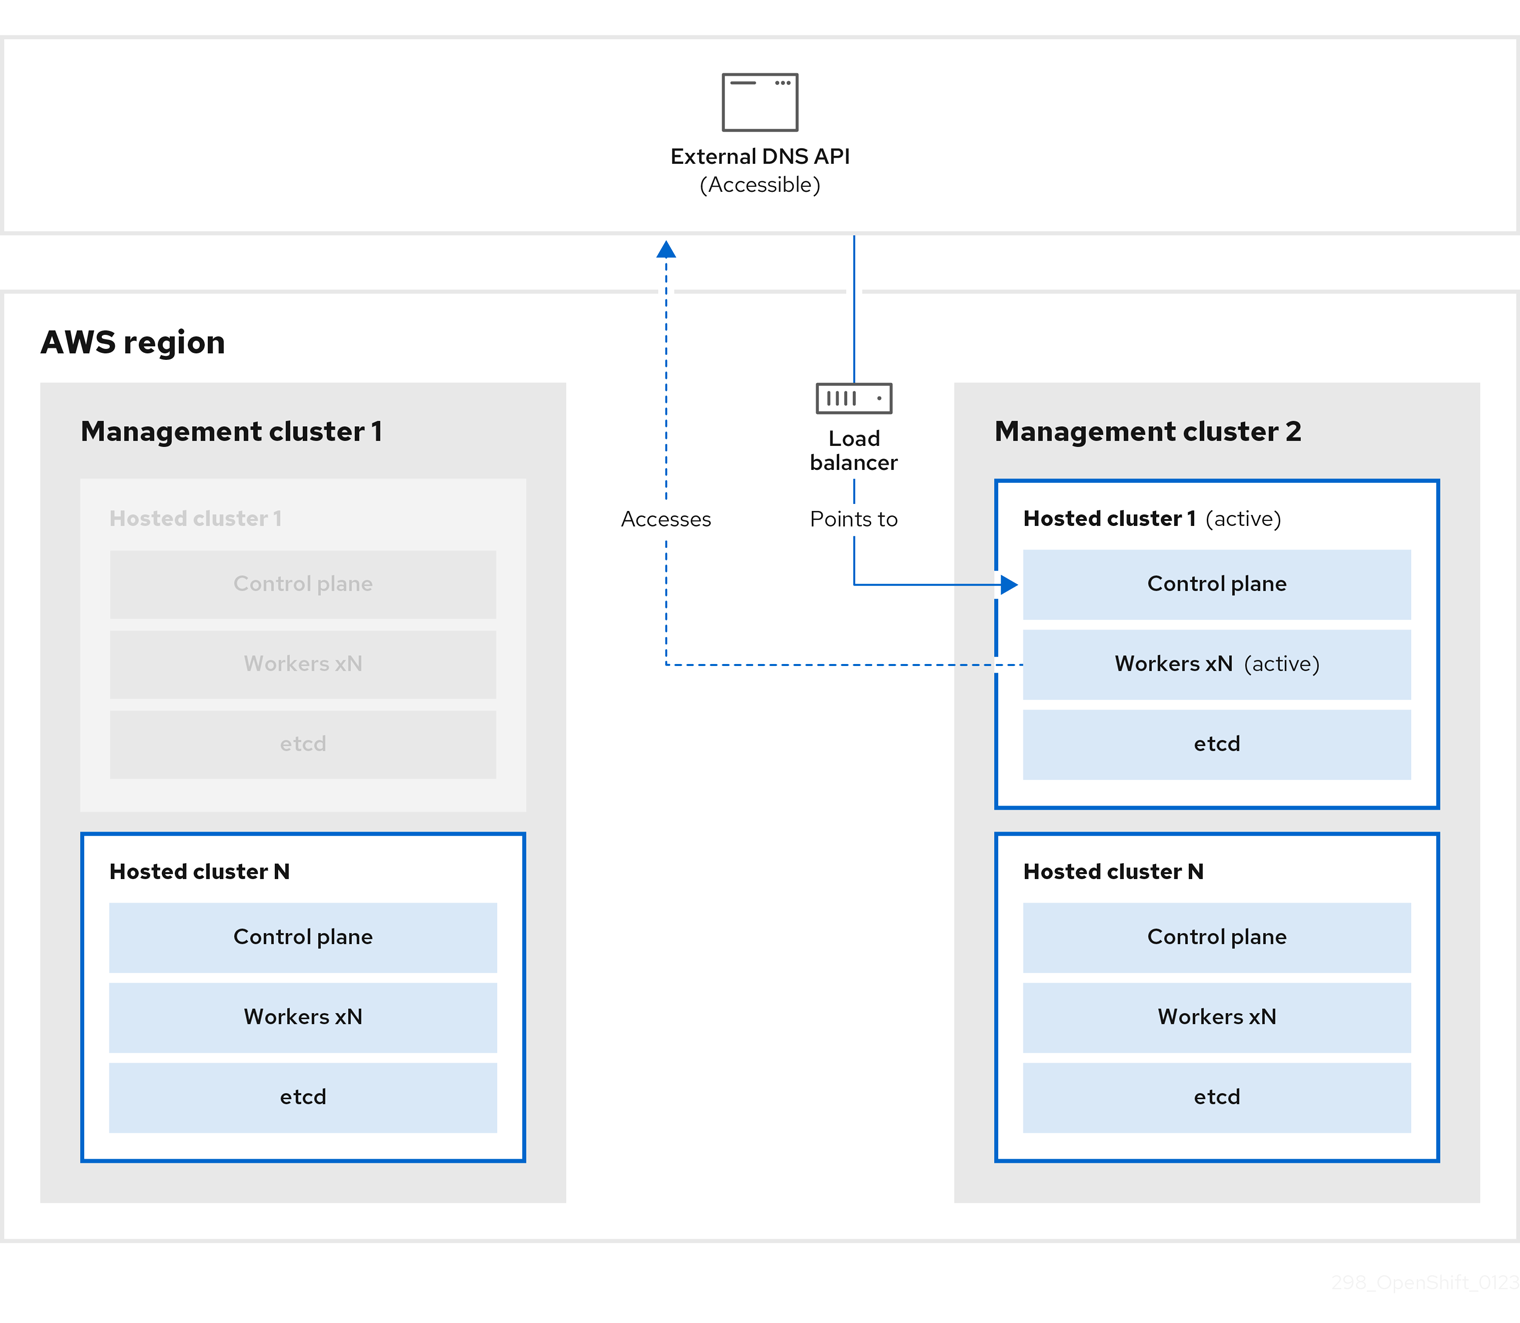 External DNS API
(Accessible)
AWS region
Management cluster 1
Hosted cluster 1
Control plane
Workers xN
etcd
Hosted cluster N
Control plane
Workers xN
etcd
Accesses
Load
balancer
Points to
Management cluster 2
Hosted cluster 1 (active)
Control plane
Workers xN (active)
etcd
Hosted cluster N
Control plane
Workers xN
etcd
298_OpenShift_0123